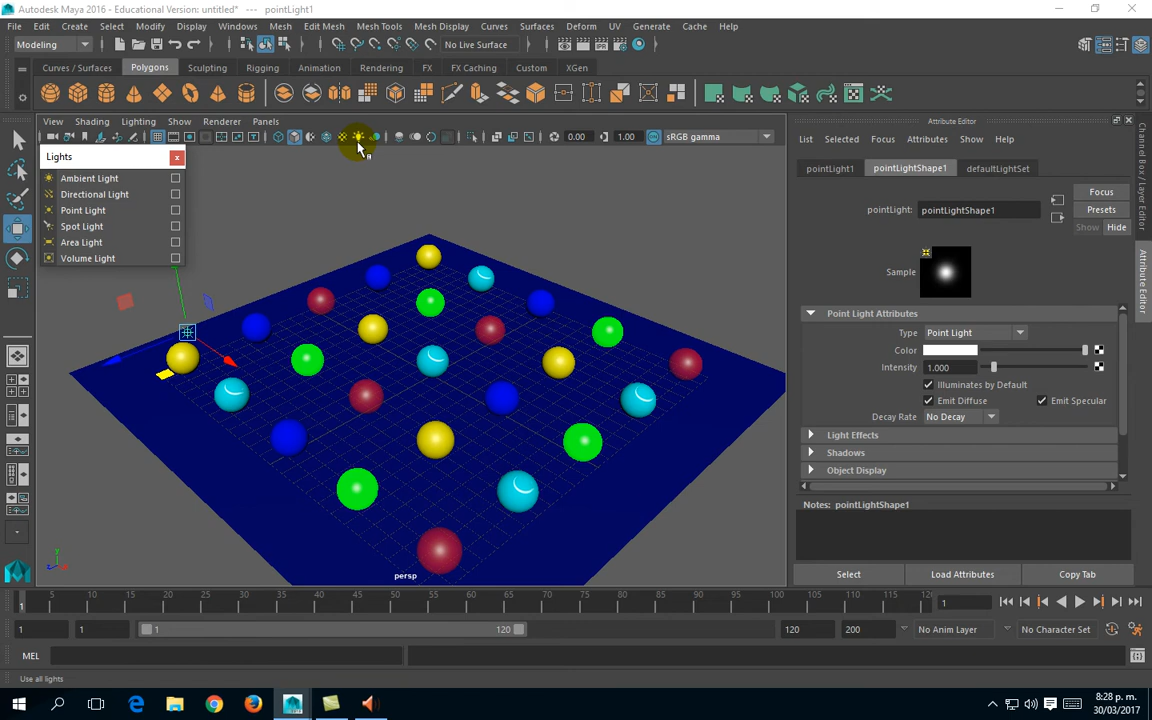 Autodesk Maya 2016 - Educational Version: untitled*   ---   pointLight1
File Edit Create Select Modify Display Windows Mesh Edit Mesh Mesh Tools Mesh Display Curves Surfaces Deform UV Generate Cache Help
Modeling No Live Surface
Curves / Surfaces Polygons Sculpting Rigging Animation Rendering FX FX Caching Custom XGen
View Shading Lighting Show Renderer Panels
0.00 1.00 sRGB gamma
Lights
Ambient Light
Directional Light
Point Light
Spot Light
Area Light
Volume Light
persp
Attribute Editor
List Selected Focus Attributes Show Help
pointLight1 pointLightShape1 defaultLightSet
Focus
pointLight: pointLightShape1 Presets
Show Hide
Sample
Point Light Attributes
Type Point Light
Color
Intensity 1.000
Illuminates by Default
Emit Diffuse Emit Specular
Decay Rate No Decay
Light Effects
Shadows
Object Display
Notes: pointLightShape1
Select Load Attributes Copy Tab
Channel Box / Layer Editor
Attribute Editor
5 10 15 20 25 30 35 40 45 50 55 60 65 70 75 80 85 90 95 100 105 110 115 12
1 1
1 1 1 120 120 200 No Anim Layer No Character Set
MEL
Use all lights
8:28 p. m.
30/03/2017